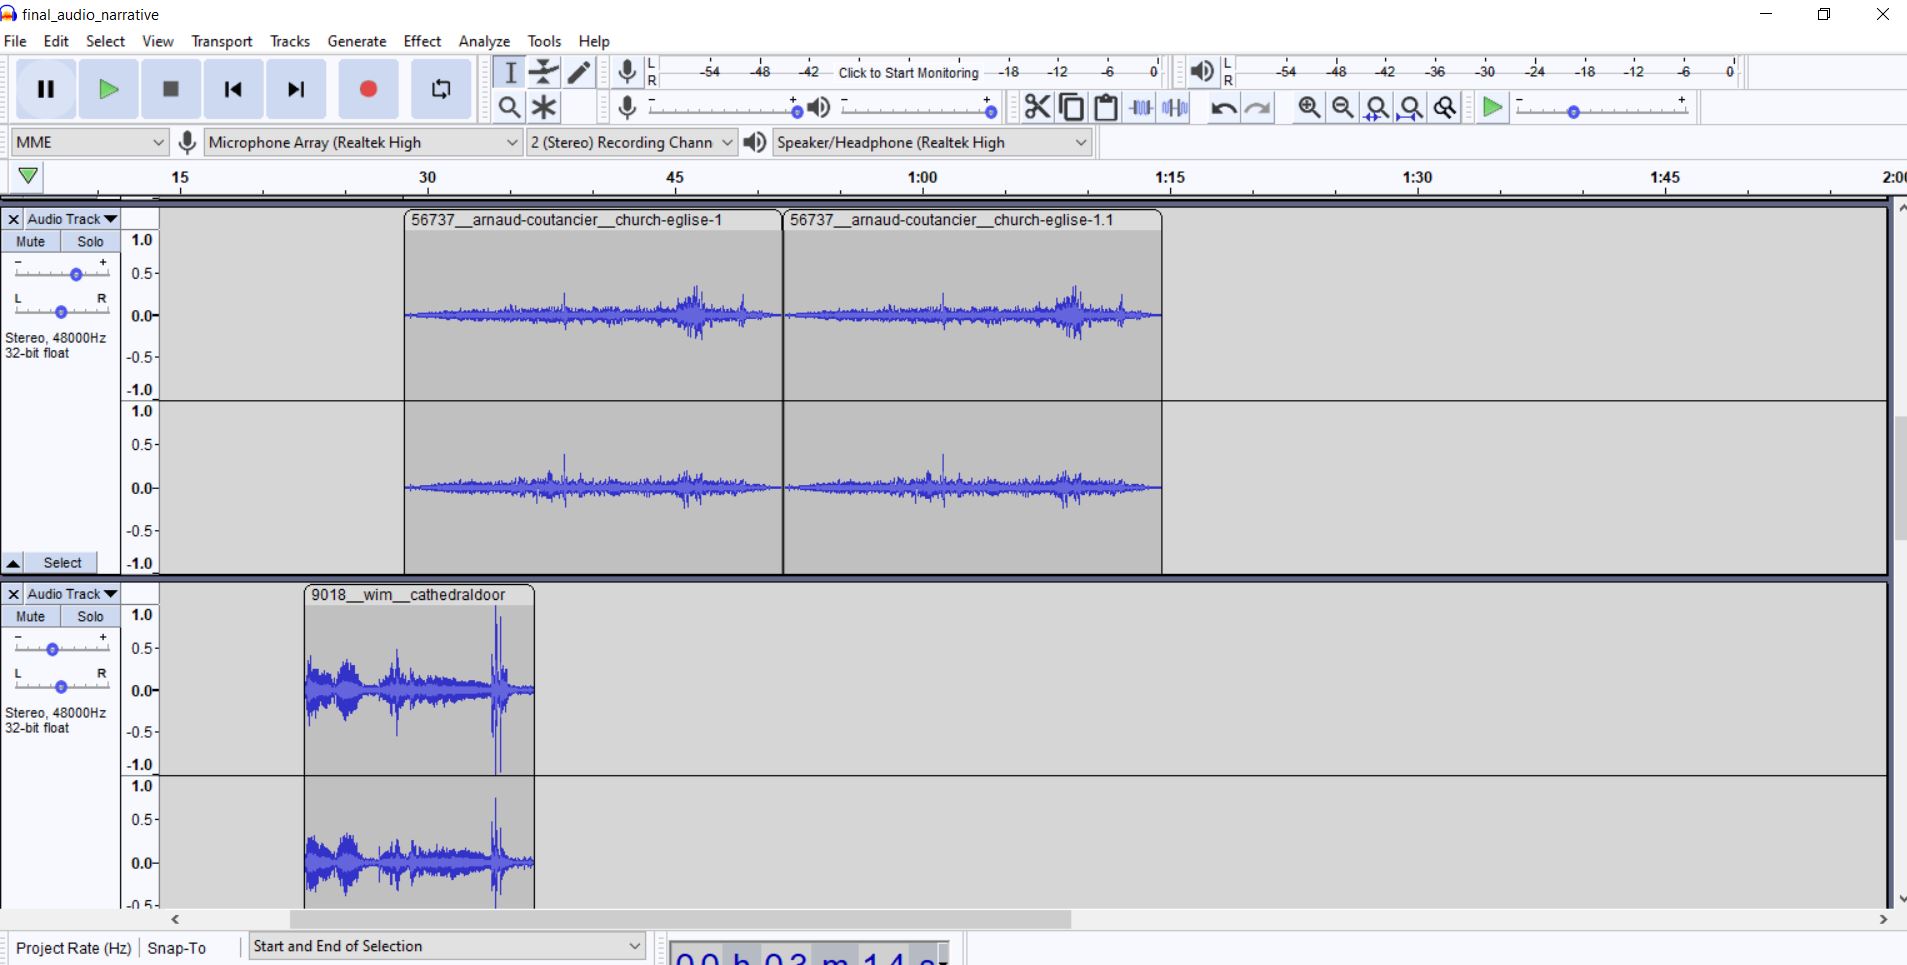 final_audio_narrative
File Edit Select View Transport Tracks Generate Effect Analyze Tools Help
L R -54 -48 -42 Click to Start Monitoring -18 -12 -6 0 L R -54 -48 -42 -36 -30 -24 -18 -12 -6 0
- + - + - +
MME Microphone Array (Realtek High 2 (Stereo) Recording Chann Speaker/Headphone (Realtek High
15 30 45 1:00 1:15 1:30 1:45 2:00
Audio Track 56737__arnaud-coutancier__church-eglise-1 56737__arnaud-coutancier__church-eglise-1.1
Mute Solo 1.0
- + 0.5
L R
0.0
Stereo, 48000Hz
32-bit float -0.5
-1.0
1.0
0.5
0.0
-0.5
Select -1.0
Audio Track 9018__wim__cathedraldoor
Mute Solo 1.0
- + 0.5
L R 0.0
Stereo, 48000Hz
32-bit float -0.5
-1.0
1.0
0.5
0.0
-0.5
Project Rate (Hz) Snap-To Start and End of Selection
00 h 03 m 14 s